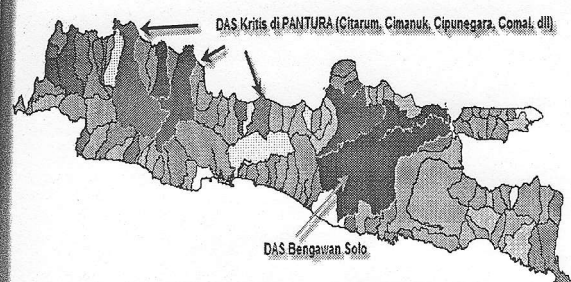 DAS Kritis di PANTURA (Citarum, Cimanuk, Cipunegara, Comal, dll)
DAS Bengawan Solo